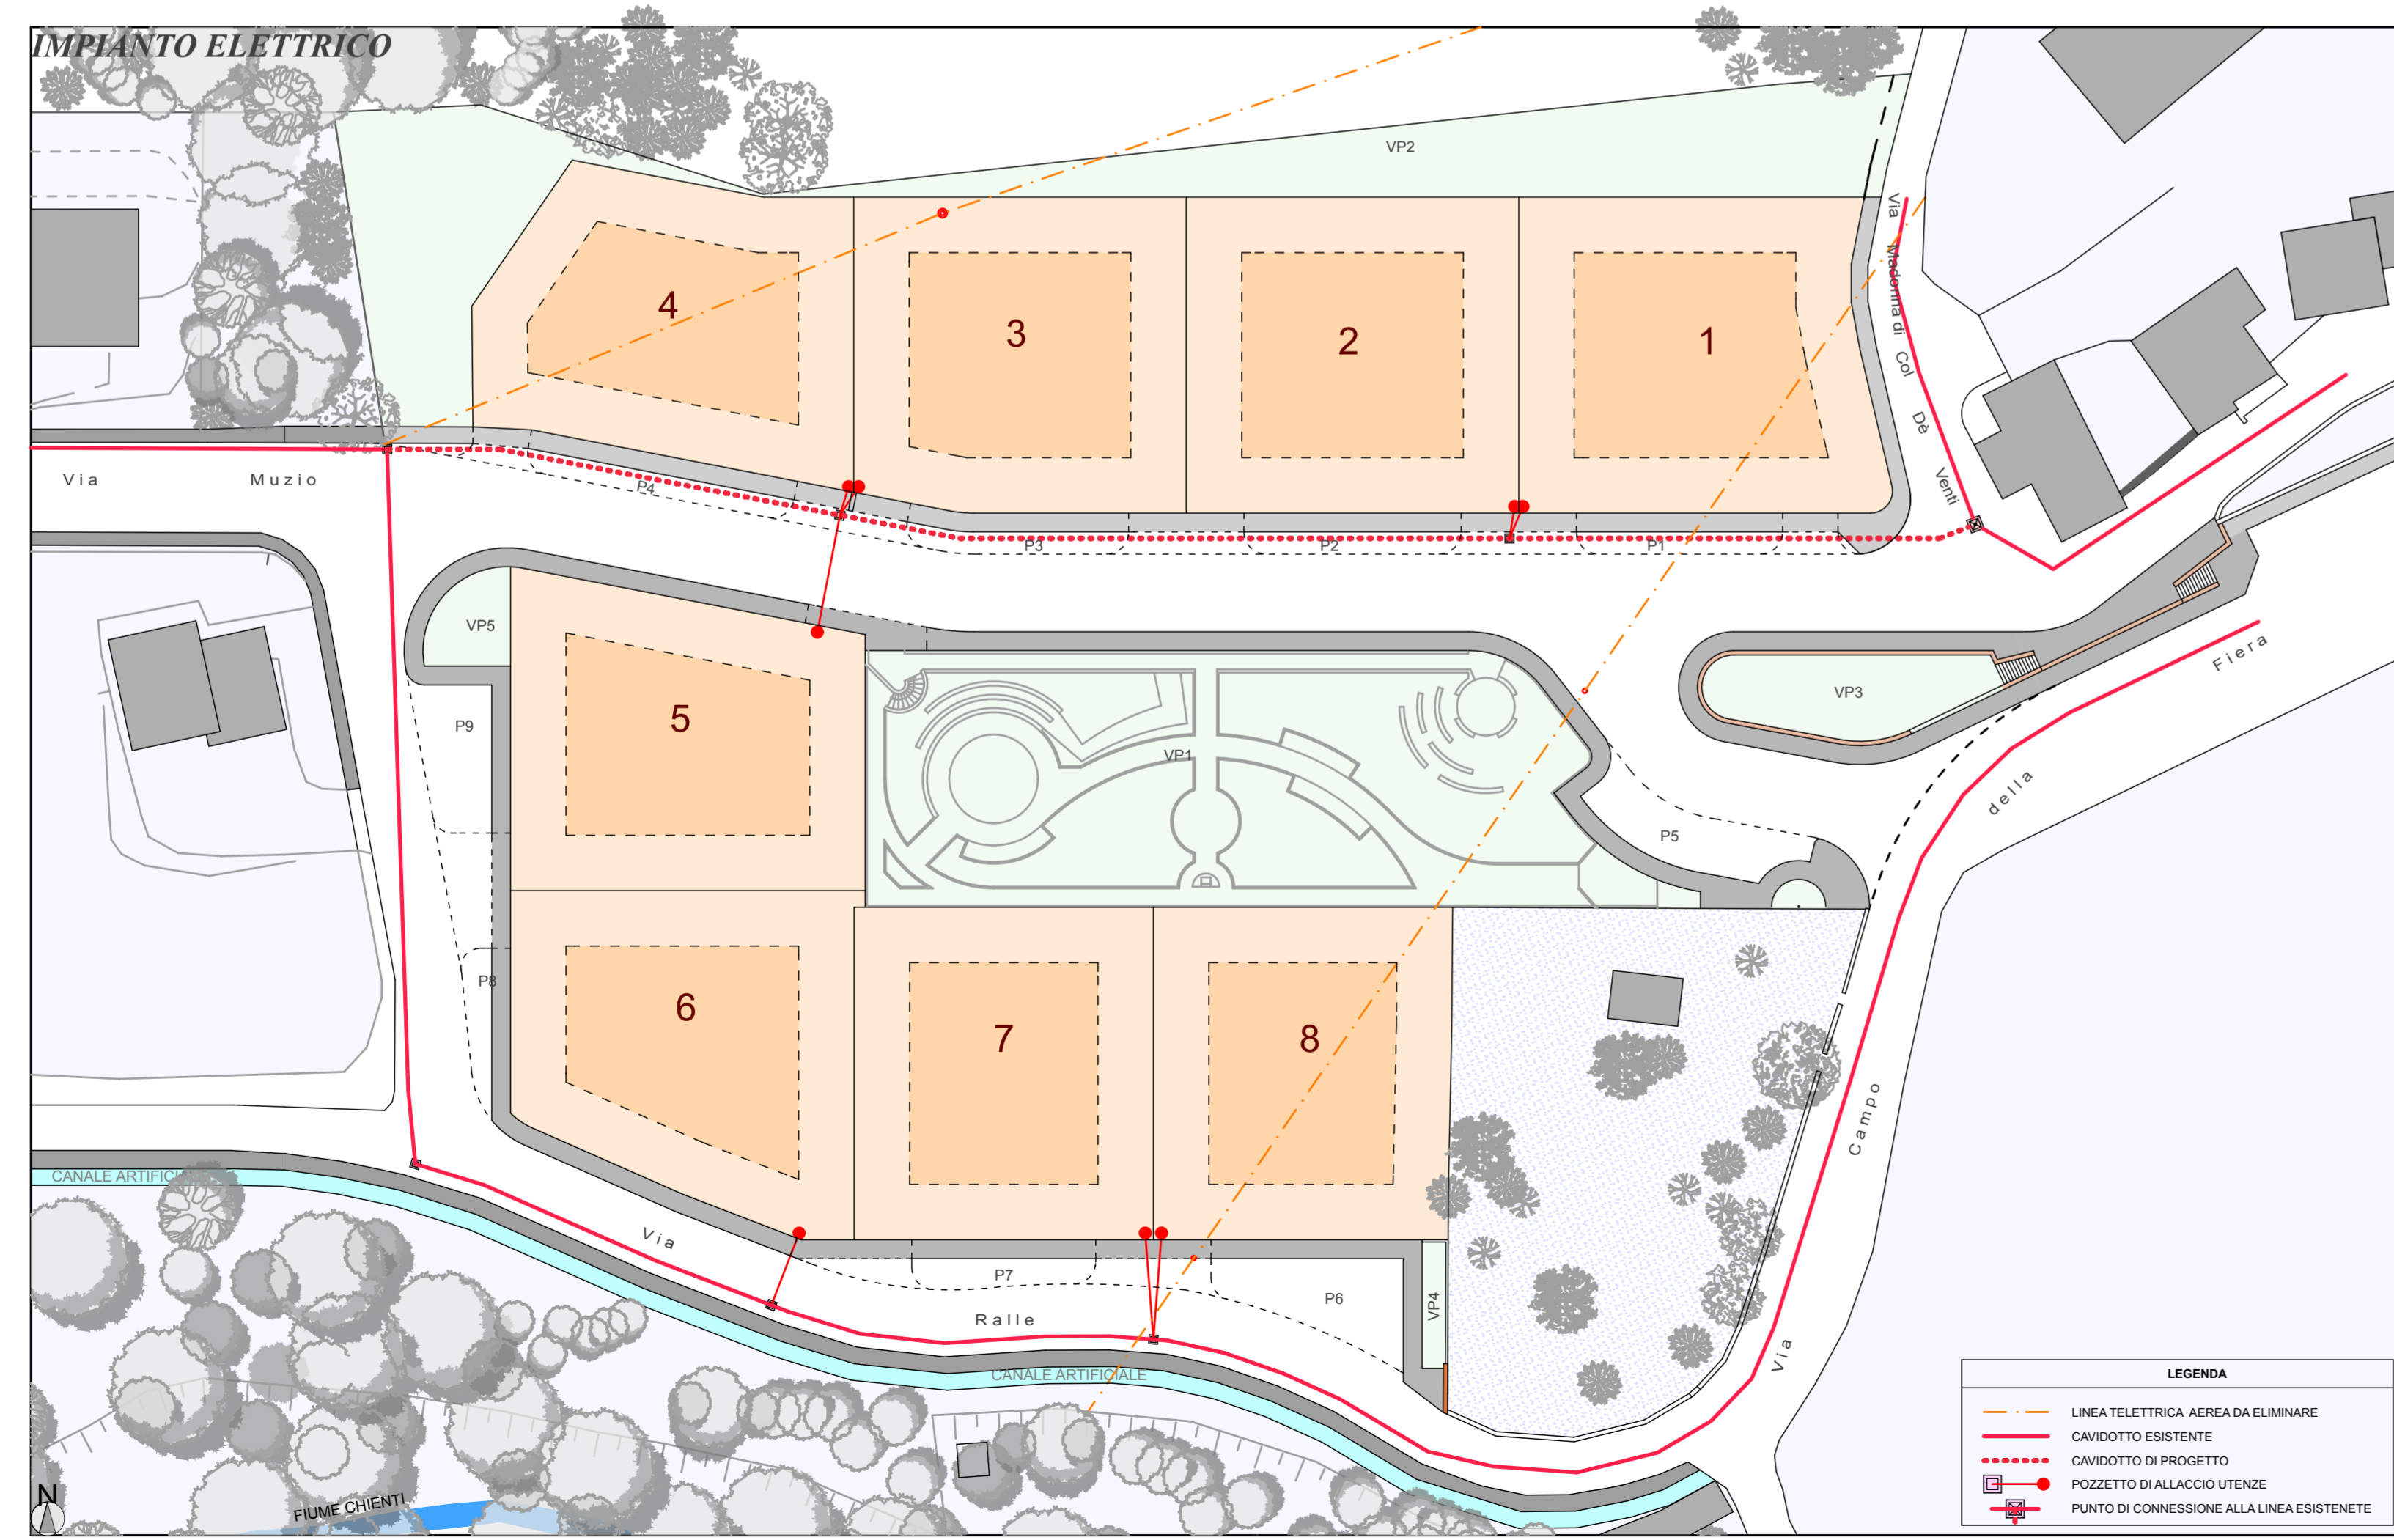 IMPIANTO ELETTRICO
VP2
Via Madonna di Col Dè Venti
4
3
2
1
Via Muzio
P4
P3
P2
P1
VP5
5
P9
VP1
VP3
Fiera
della
P5
6
P8
7
8
Campo
Via
CANALE ARTIFICI
Via
P7
P6
VP4
Ralle
CANALE ARTIFICIALE
N
FIUME CHIENTI
LEGENDA
LINEA TELETTRICA AEREA DA ELIMINARE
CAVIDOTTO ESISTENTE
CAVIDOTTO DI PROGETTO
POZZETTO DI ALLACCIO UTENZE
PUNTO DI CONNESSIONE ALLA LINEA ESISTENETE